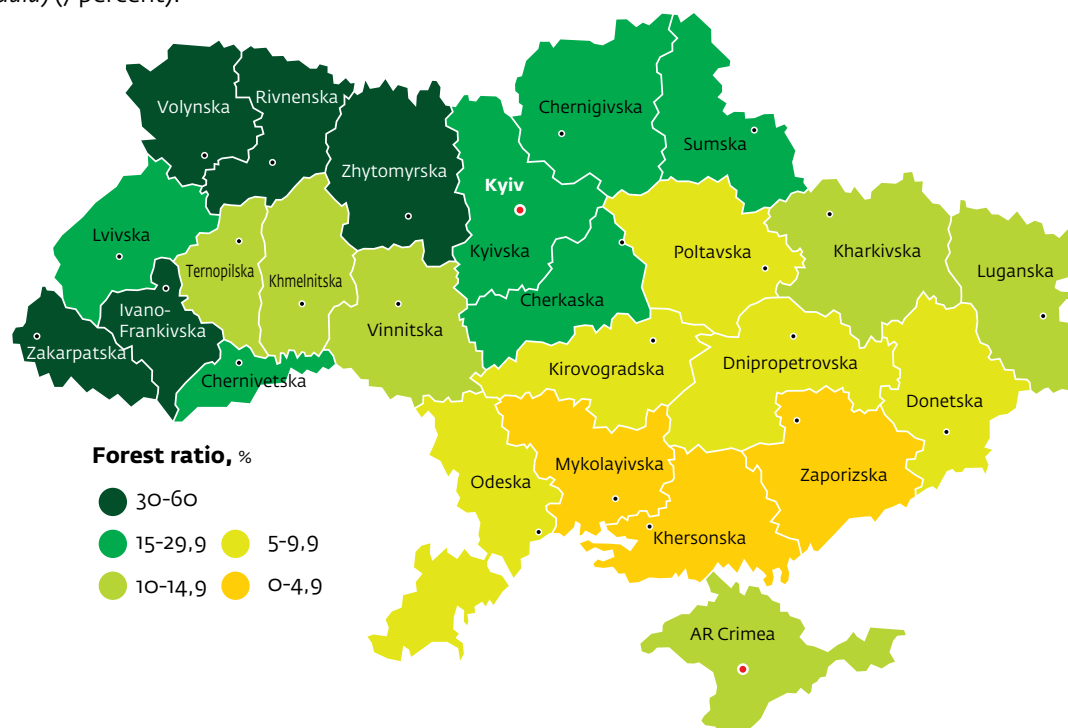 (7 percent).
Volynska
Rivnenska
Zhytomyrska
Chernigivska
Sumska
Kyiv
Kyivska
Lvivska
Ternopilska
Khmelnitska
Vinnitska
Cherkaska
Poltavska
Kharkivska
Luganska
Ivano-
Frankivska
Zakarpatska
Chernivetska
Kirovogradska
Dnipropetrovska
Donetska
Forest ratio, %
30-60
15-29,9
5-9,9
10-14,9
0-4,9
Odeska
Mykolayivska
Zaporizska
Khersonska
AR Crimea